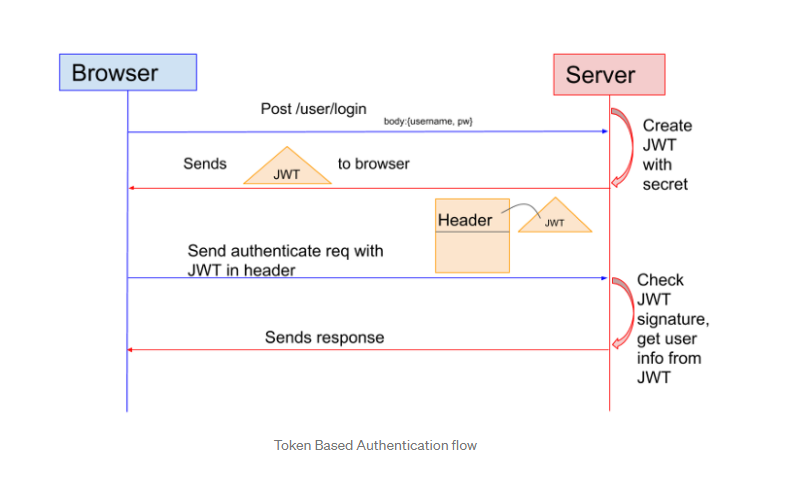 Browser
Server
Post /user/login
body:{username, pw}
Create
JWT
with
secret
Sends
JWT
to browser
Header
JWT
Send authenticate req with
JWT in header
Check
JWT
signature,
get user
info from
JWT
Sends response
Token Based Authentication flow